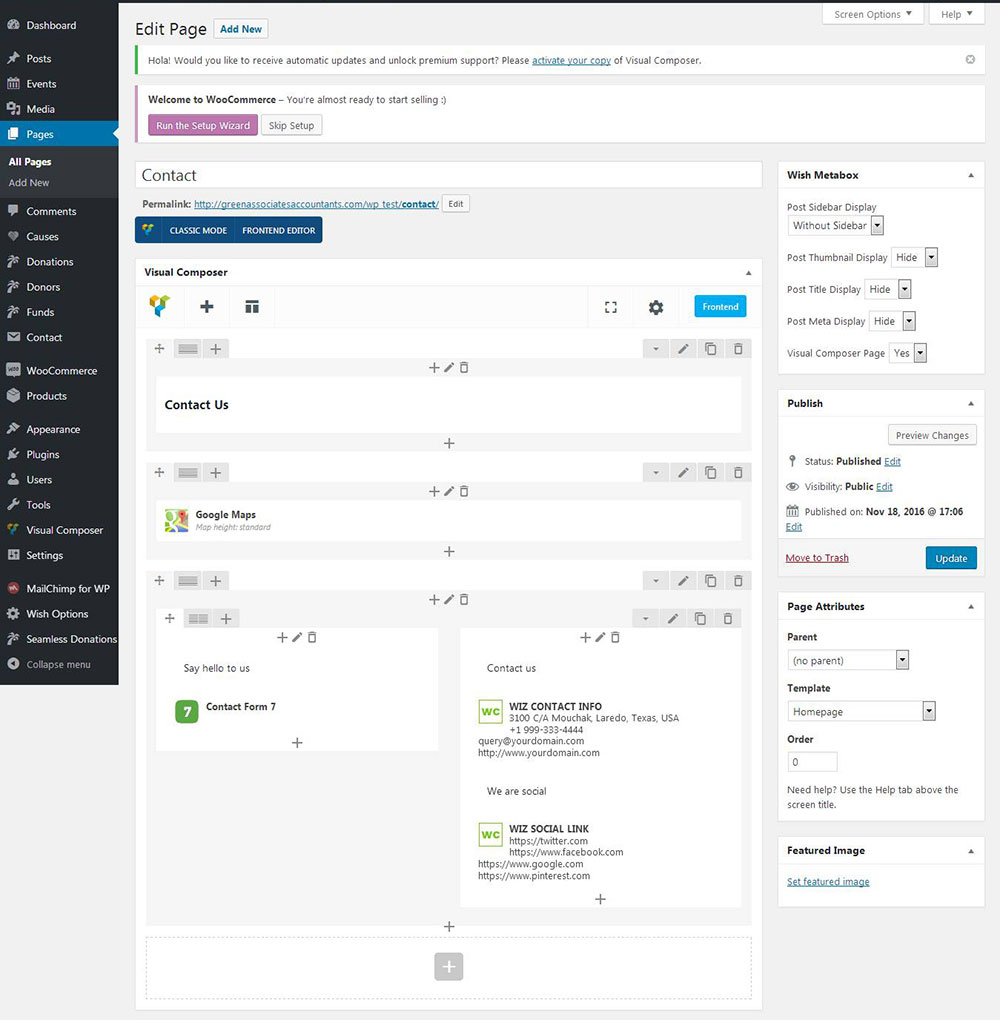 Dashboard
Posts
Events
Media
Pages
All Pages
Add New
Comments
Causes
Donations
Donors
Funds
Contact
WooCommerce
Products
Appearance
Plugins
Users
Tools
Visual Composer
Settings
MailChimp for WP
Wish Options
Seamless Donations
Collapse menu
Screen Options
Help
Edit Page Add New
Hola! Would you like to receive automatic updates and unlock premium support? Please activate your copy of Visual Composer.
Welcome to WooCommerce – You're almost ready to start selling :)
Run the Setup Wizard Skip Setup
Contact
Permalink: http://greenassociatesaccountants.com/wp_test/contact/ Edit
CLASSIC MODE FRONTEND EDITOR
Visual Composer
Frontend
Contact Us
Google Maps
Map height: standard
Say hello to us
7 Contact Form 7
Contact us
WC WIZ CONTACT INFO
3100 C/A Mouchak, Laredo, Texas, USA
+1 999-333-4444
query@yourdomain.com
http://www.yourdomain.com
We are social
WC WIZ SOCIAL LINK
https://twitter.com
https://www.facebook.com
https://www.google.com
https://www.pinterest.com
Wish Metabox
Post Sidebar Display
Without Sidebar
Post Thumbnail Display Hide
Post Title Display Hide
Post Meta Display Hide
Visual Composer Page Yes
Publish
Preview Changes
Status: Published Edit
Visibility: Public Edit
Published on: Nov 18, 2016 @ 17:06
Edit
Move to Trash Update
Page Attributes
Parent
(no parent)
Template
Homepage
Order
0
Need help? Use the Help tab above the
screen title.
Featured Image
Set featured image